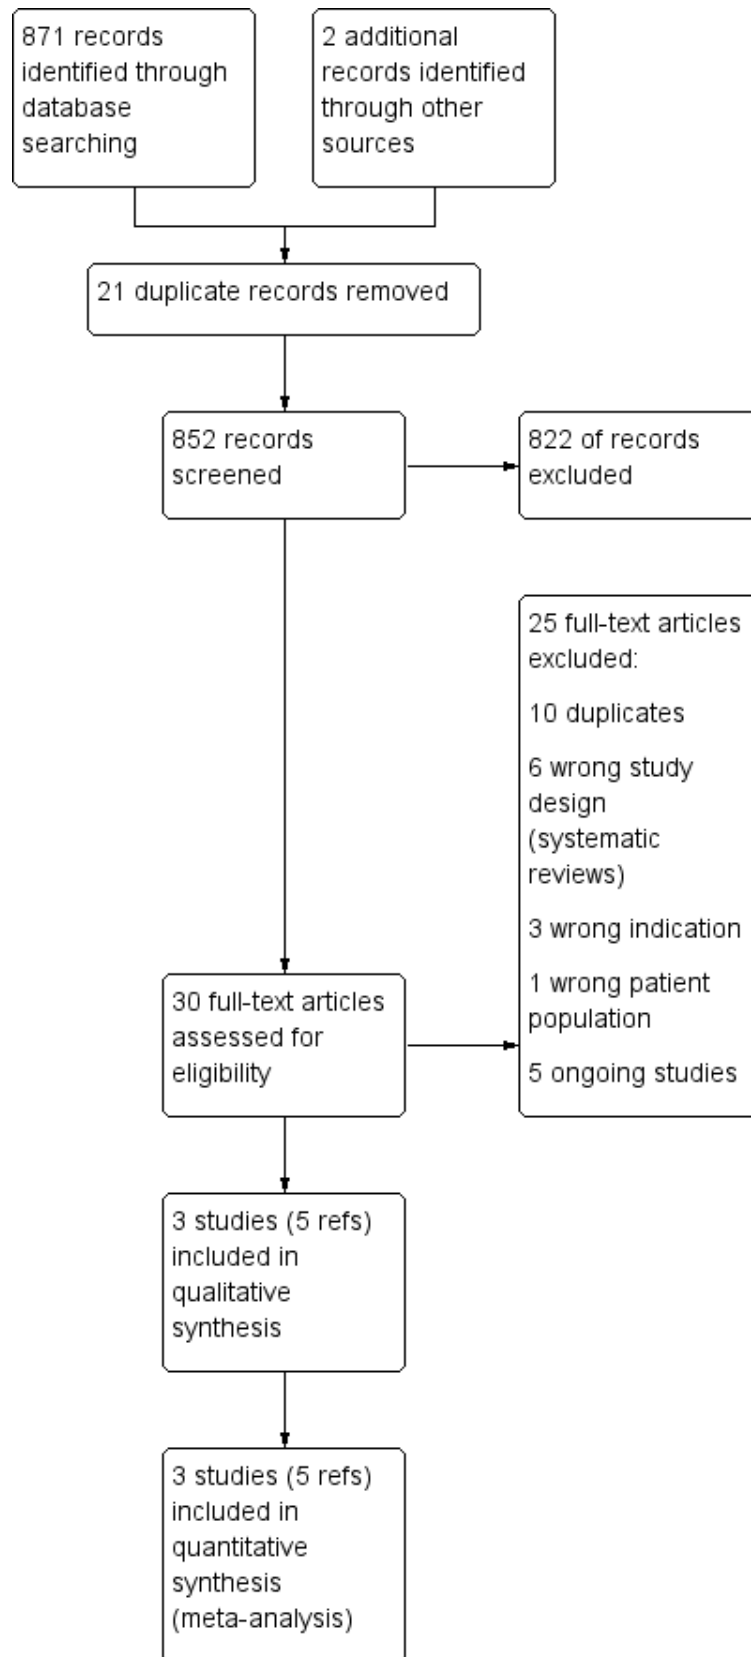 871 records
identified through
database
searching
2 additional
records identified
through other
sources
21 duplicate records removed
852 records
screened
822 of records
excluded
25 full-text articles
excluded:
10 duplicates
6 wrong study
design
(systematic
reviews)
3 wrong indication
1 wrong patient
population
5 ongoing studies
30 full-text articles
assessed for
eligibility
3 studies (5 refs)
included in
qualitative
synthesis
3 studies (5 refs)
included in
quantitative
synthesis
(meta-analysis)